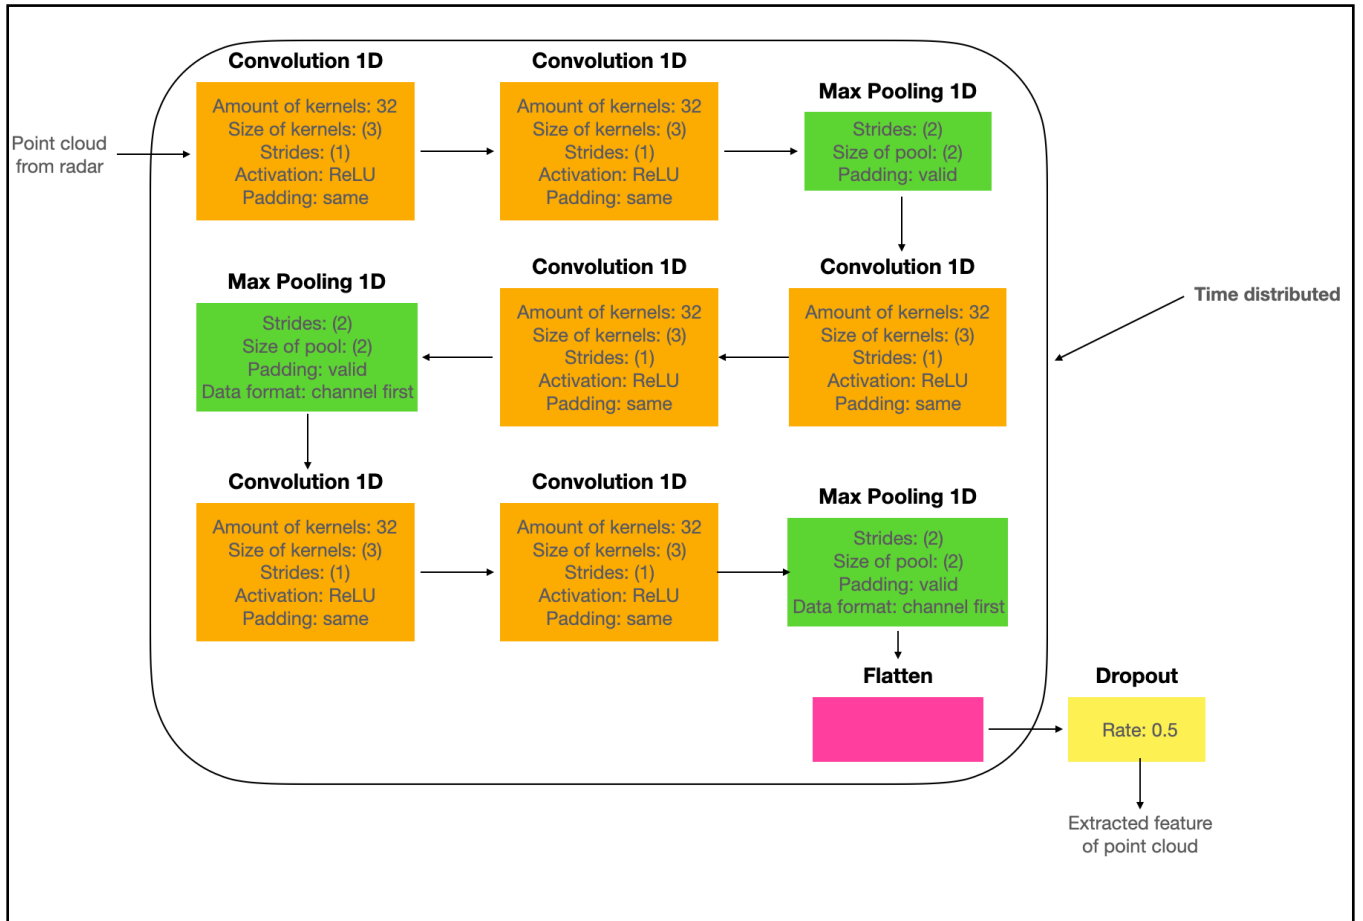 Convolution 1D
Amount of kernels: 32
Size of kernels: (3)
Strides: (1)
Activation: ReLU
Padding: same
Convolution 1D
Amount of kernels: 32
Size of kernels: (3)
Strides: (1)
Activation: ReLU
Padding: same
Max Pooling 1D
Strides: (2)
Size of pool: (2)
Padding: valid
Point cloud
from radar
Max Pooling 1D
Strides: (2)
Size of pool: (2)
Padding: valid
Data format: channel first
Convolution 1D
Amount of kernels: 32
Size of kernels: (3)
Strides: (1)
Activation: ReLU
Padding: same
Convolution 1D
Amount of kernels: 32
Size of kernels: (3)
Strides: (1)
Activation: ReLU
Padding: same
Time distributed
Convolution 1D
Amount of kernels: 32
Size of kernels: (3)
Strides: (1)
Activation: ReLU
Padding: same
Convolution 1D
Amount of kernels: 32
Size of kernels: (3)
Strides: (1)
Activation: ReLU
Padding: same
Max Pooling 1D
Strides: (2)
Size of pool: (2)
Padding: valid
Data format: channel first
Flatten
Dropout
Rate: 0.5
Extracted feature
of point cloud